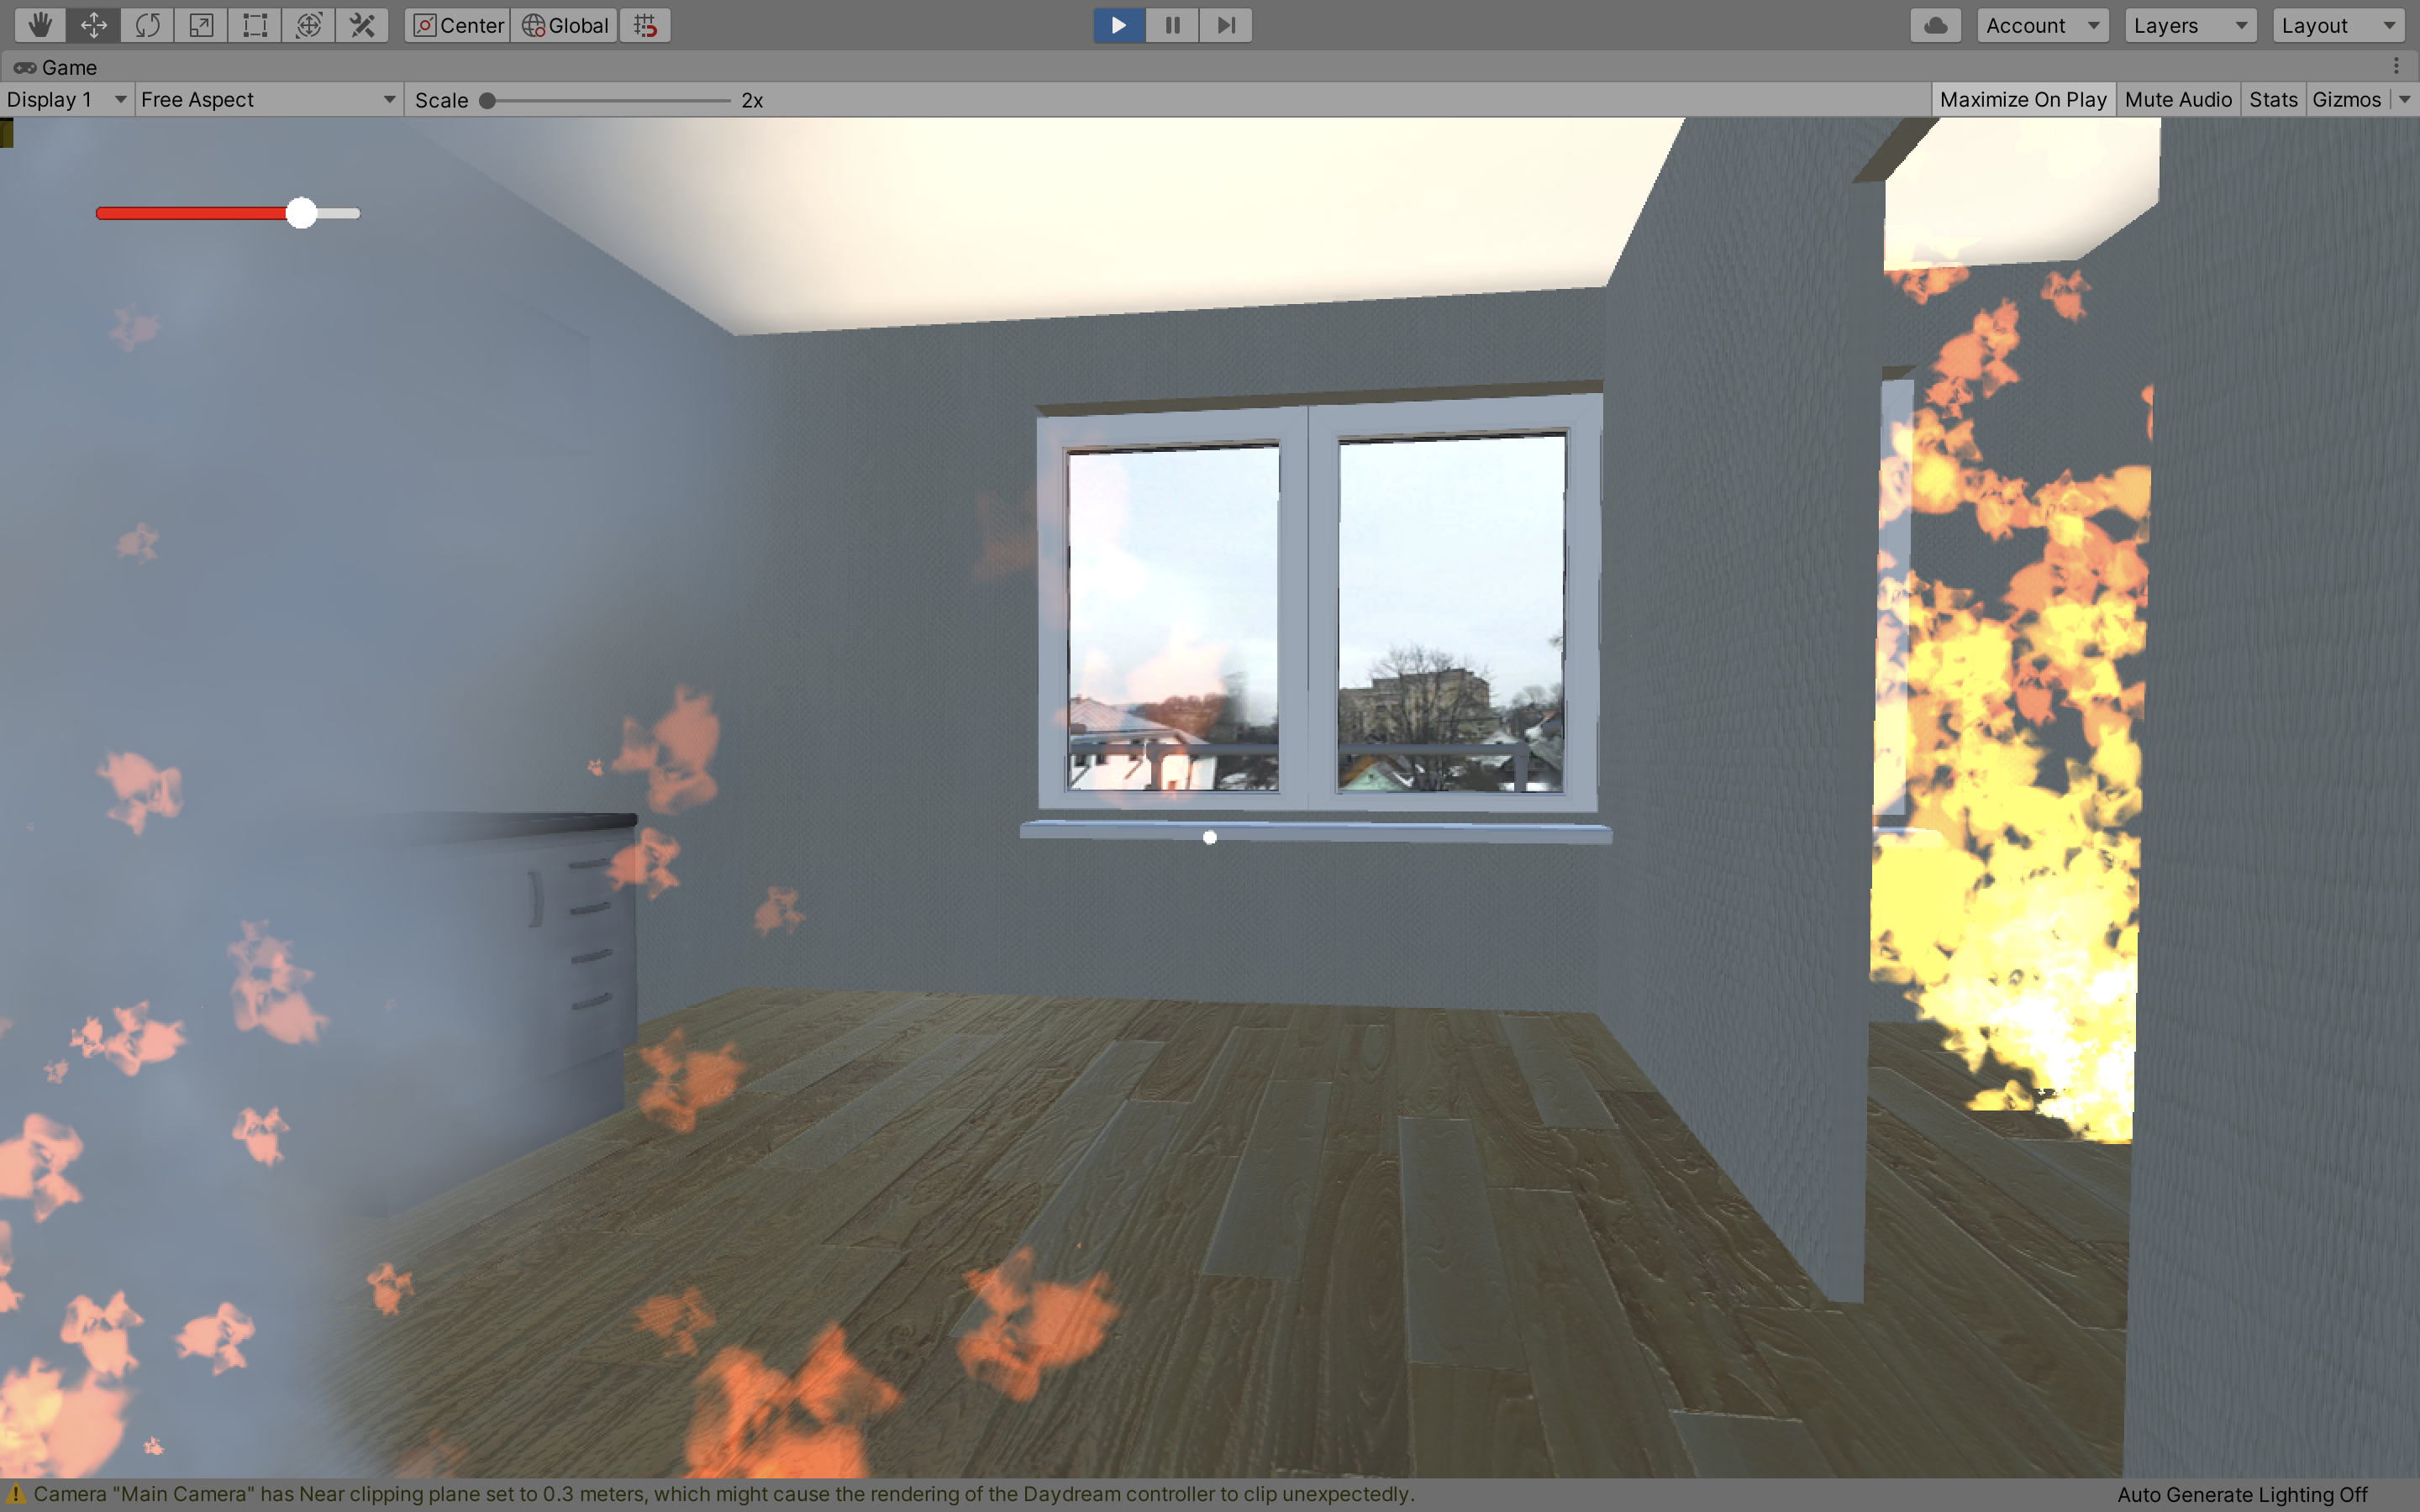 Center Global Account Layers Layout
Game
Display 1 Free Aspect Scale 2x Maximize On Play Mute Audio Stats Gizmos
Camera "Main Camera" has Near clipping plane set to 0.3 meters, which might cause the rendering of the Daydream controller to clip unexpectedly. Auto Generate Lighting Off